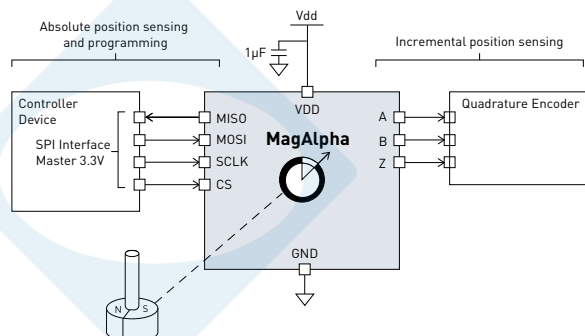 Absolute position sensing
and programming
Vdd
1µF
Incremental position sensing
Controller
Device
SPI Interface
Master 3.3V
VDD
MISO
MOSI
SCLK
CS
MagAlpha
A
B
Z
Quadrature Encoder
GND
N S